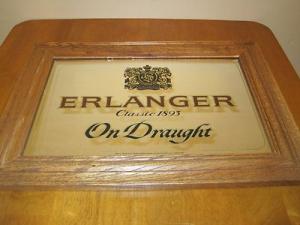 ERLANGER
Classic 1893
On Draught